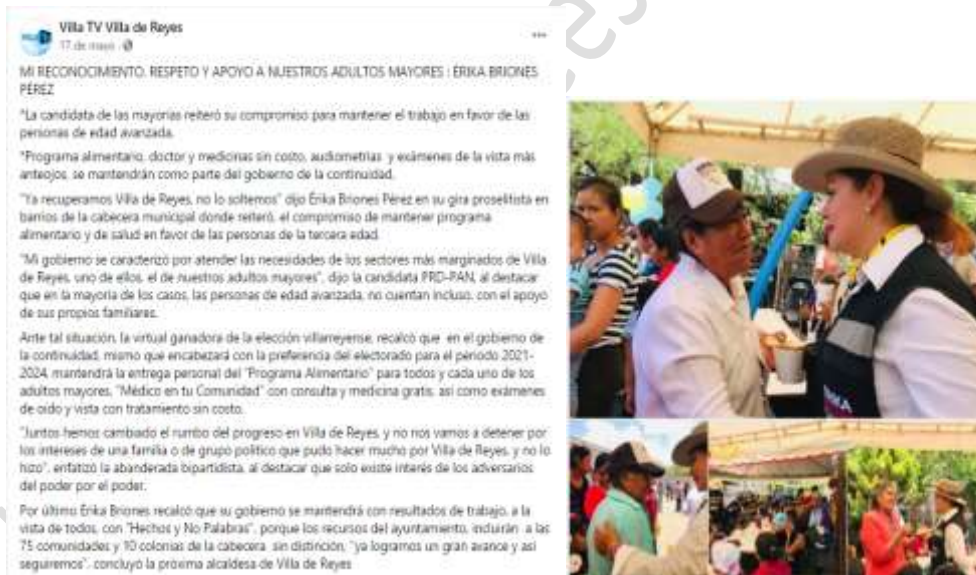 Villa TV Villa de Reyes
17 de mayo
MI RECONOCIMIENTO, RESPETO Y APOYO A NUESTROS ADULTOS MAYORES : ÉRIKA BRIONES
PÉREZ
*La candidata de las mayorías reiteró su compromiso para mantener el trabajo en favor de las
personas de edad avanzada.
*Programa alimentario, doctor y medicinas sin costo, audiometrías y exámenes de la vista más
anteojos, se mantendrán como parte del gobierno de la continuidad.
"Ya recuperamos Villa de Reyes, no lo soltemos" dijo Érika Briones Pérez en su gira proselitista en
barrios de la cabecera municipal donde reiteró, el compromiso de mantener programa
alimentario y de salud en favor de las personas de la tercera edad.
"Mi gobierno se caracterizó por atender las necesidades de los sectores más marginados de Villa
de Reyes, uno de ellos, el de nuestros adultos mayores", dijo la candidata PRD-PAN, al destacar
que en la mayoría de los casos, las personas de edad avanzada, no cuentan incluso, con el apoyo
de sus propios familiares.
Ante tal situación, la virtual ganadora de la elección villarreyense, recalcó que en el gobierno de
la continuidad, mismo que encabezará con la preferencia del electorado para el periodo 2021-
2024, mantendrá la entrega personal del "Programa Alimentario" para todos y cada uno de los
adultos mayores, "Médico en tu Comunidad" con consulta y medicina gratis, así como exámenes
de oído y vista con tratamiento sin costo.
"Juntos hemos cambiado el rumbo del progreso en Villa de Reyes, y no nos vamos a detener por
los intereses de una familia o de grupo político que pudo hacer mucho por Villa de Reyes, y no lo
hizo", enfatizó la abanderada bipartidista, al destacar que solo existe interés de los adversarios
del poder por el poder.
Por último Érika Briones recalcó que su gobierno se mantendrá con resultados de trabajo, a la
vista de todos, con "Hechos y No Palabras", porque los recursos del ayuntamiento, incluirán a las
75 comunidades y 10 colonias de la cabecera sin distinción, "ya logramos un gran avance y así
seguiremos", concluyó la próxima alcaldesa de Villa de Reyes